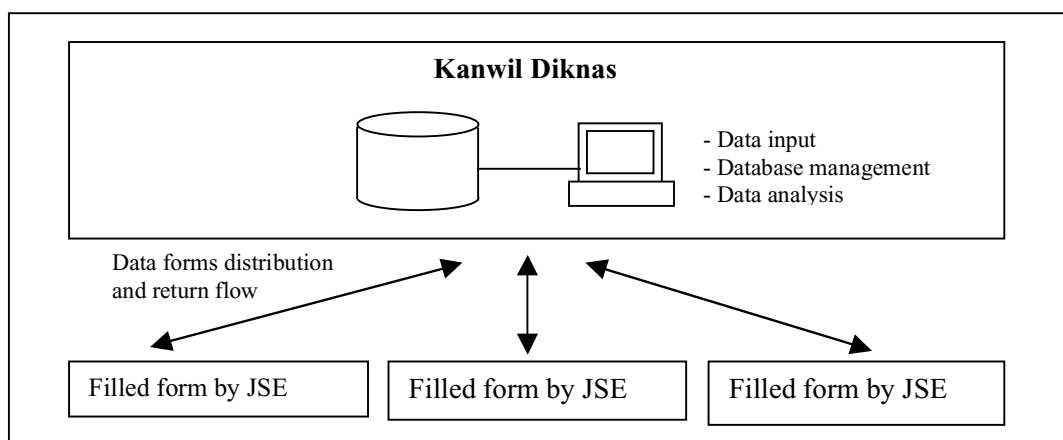 Kanwil Diknas
- Data input
- Database management
- Data analysis
Data forms distribution
and return flow
Filled form by JSE
Filled form by JSE
Filled form by JSE